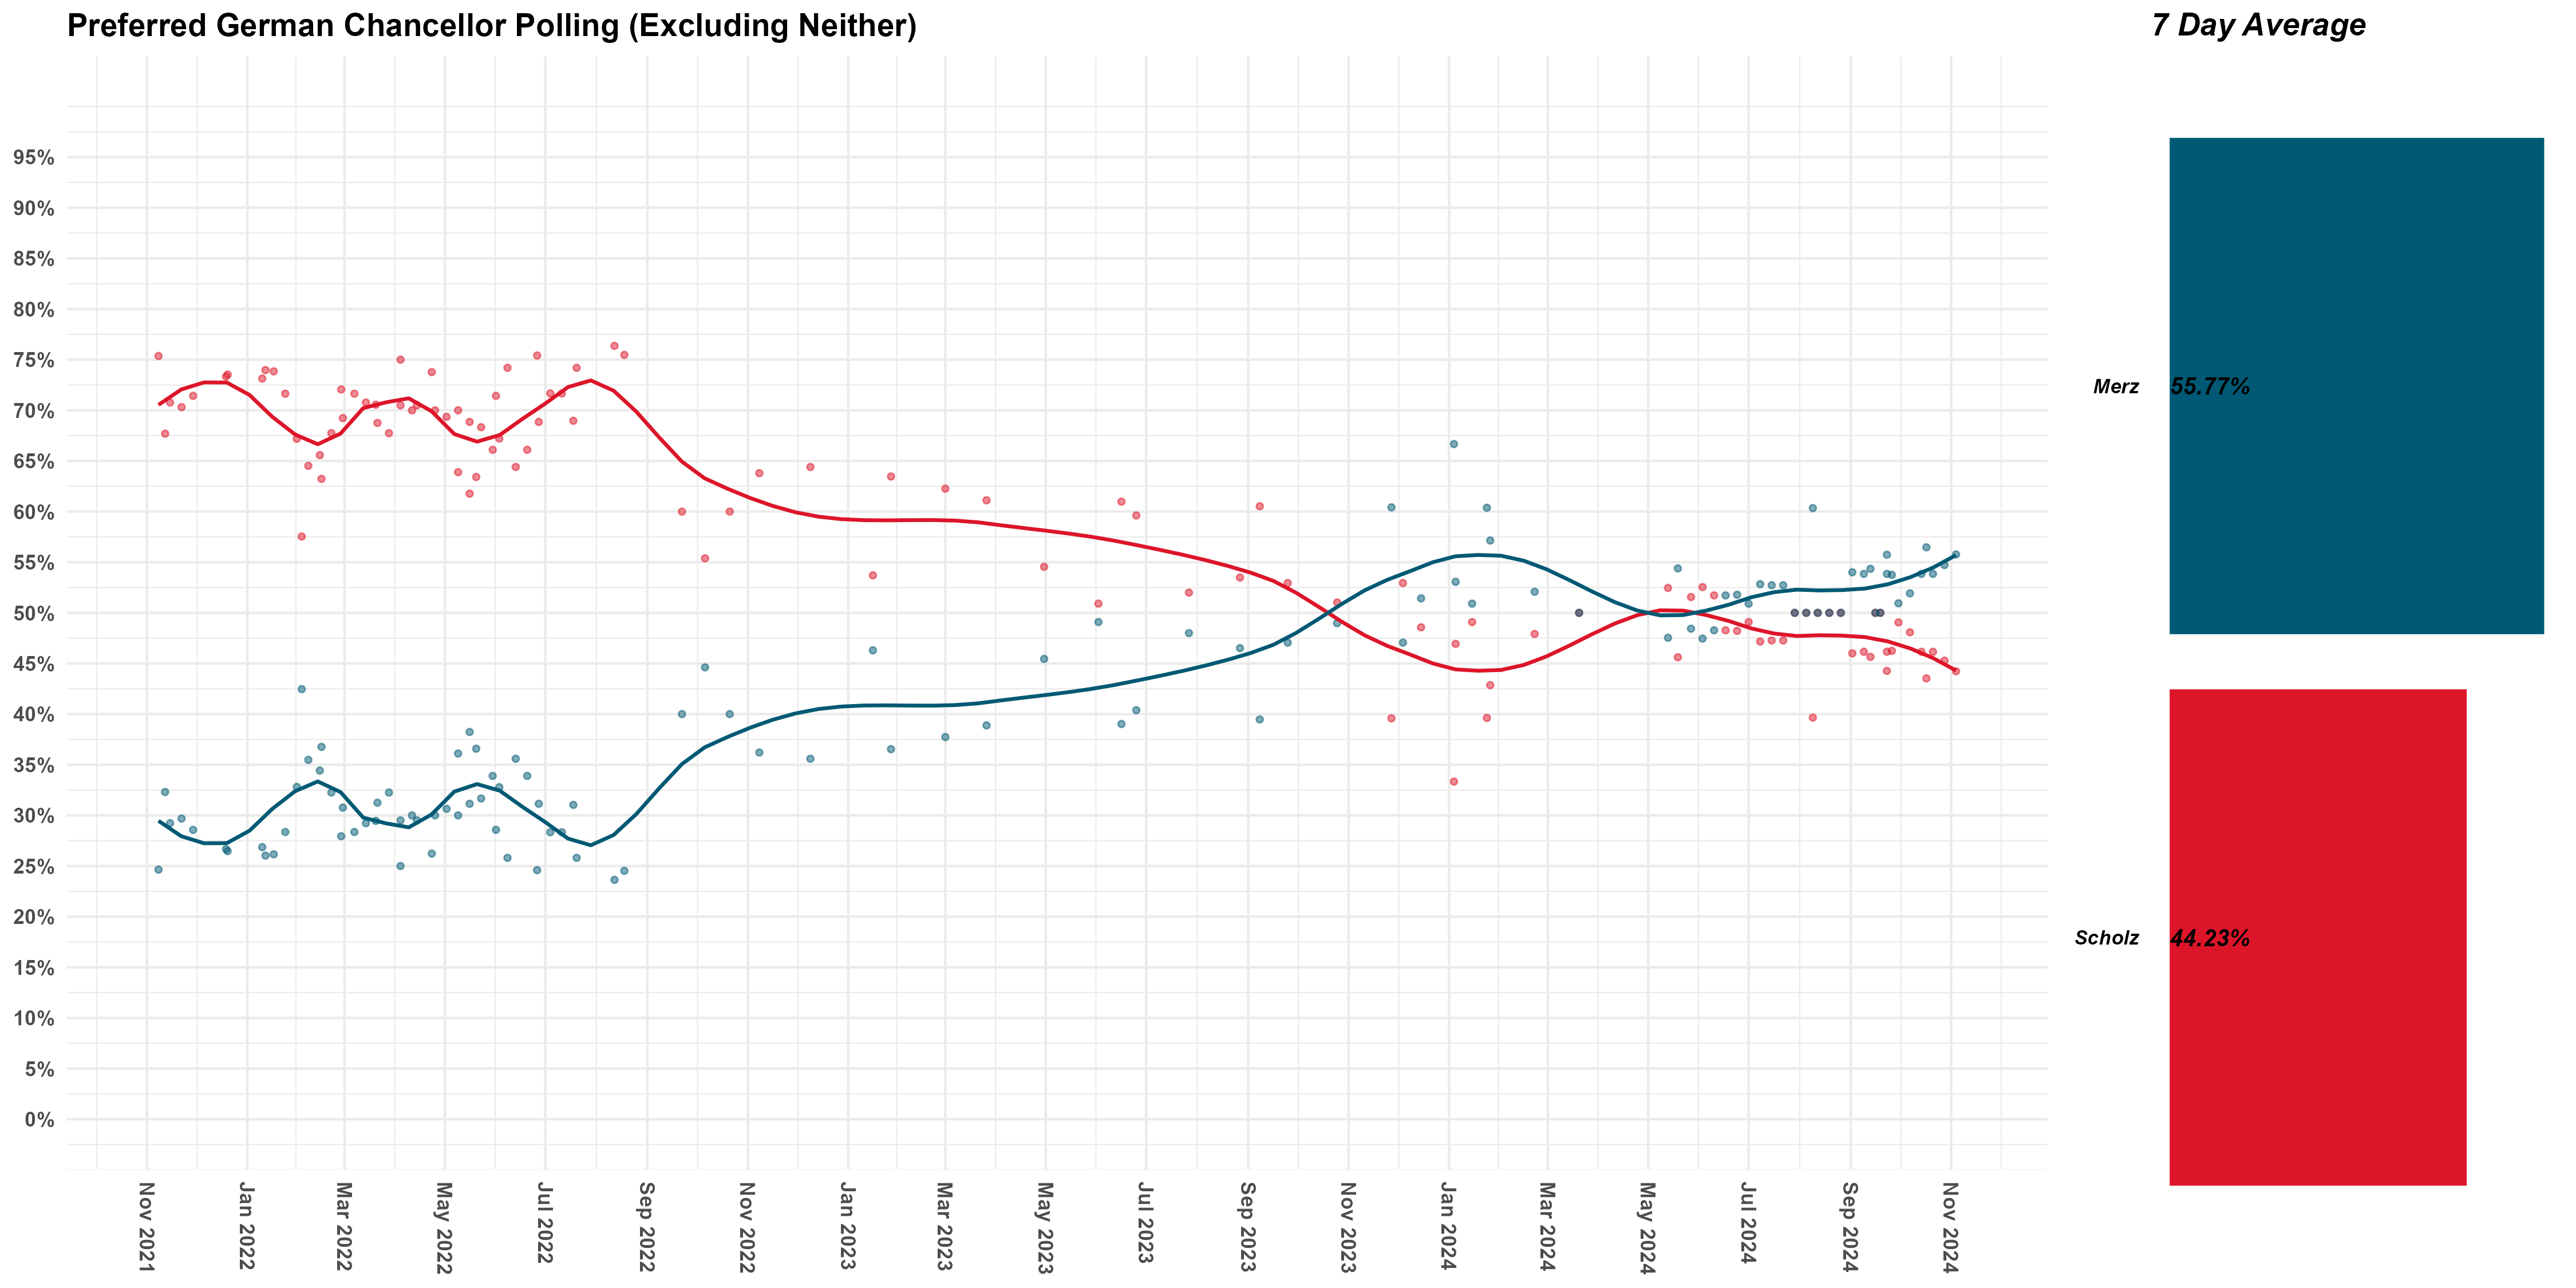 Preferred German Chancellor Polling (Excluding Neither)
7 Day Average
95%
90%
85%
80%
75%
70%
65%
60%
55%
50%
45%
40%
35%
30%
25%
20%
15%
10%
5%
0%
Nov 2021
Jan 2022
Mar 2022
May 2022
Jul 2022
Sep 2022
Nov 2022
Jan 2023
Mar 2023
May 2023
Jul 2023
Sep 2023
Nov 2023
Jan 2024
Mar 2024
May 2024
Jul 2024
Sep 2024
Nov 2024
Merz 55.77%
Scholz 44.23%